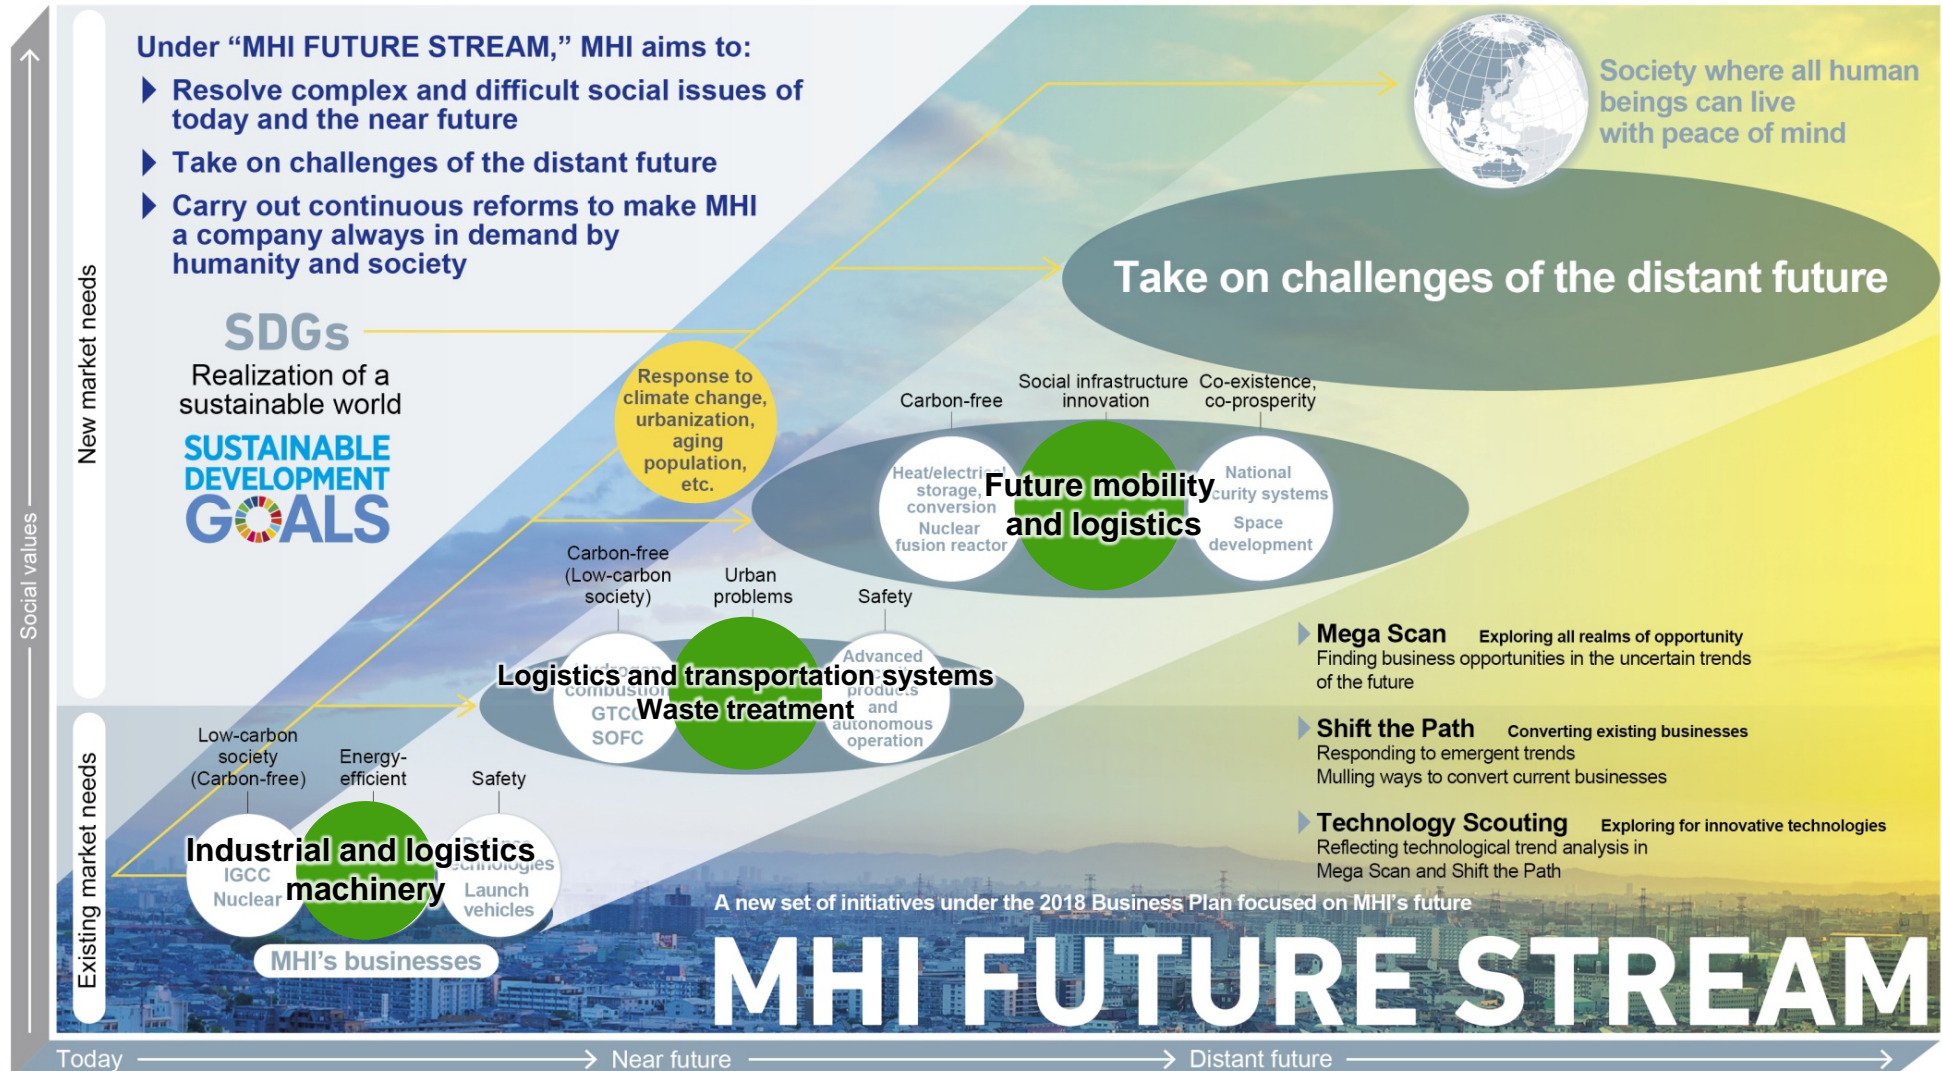 Under “MHI FUTURE STREAM,” MHI aims to:
Resolve complex and difficult social issues of
today and the near future
Take on challenges of the distant future
Carry out continuous reforms to make MHI
a company always in demand by
humanity and society
SDGs
Realization of a
sustainable world
SUSTAINABLE
DEVELOPMENT
GOALS
Social values
New market needs
Existing market needs
Society where all human
beings can live
with peace of mind
Take on challenges of the distant future
Response to
climate change,
urbanization,
aging
population,
etc.
Carbon-free
Social infrastructure
innovation
Co-existence,
co-prosperity
storage,
conversion
Nuclear
fusion reactor
Future mobility
and logistics
National
systems
Space
development
Carbon-free
(Low-carbon
society)
Urban
problems
Safety
combustion
SOFC
Logistics and transportation systems
Waste treatment
Advanced
products
and
autonomous
operation
Low-carbon
society
(Carbon-free)
Energy-
efficient
Safety
IGCC
Nuclear
Industrial and logistics
machinery
Launch
vehicles
MHI’s businesses
Mega Scan Exploring all realms of opportunity
Finding business opportunities in the uncertain trends
of the future
Shift the Path Converting existing businesses
Responding to emergent trends
Mulling ways to convert current businesses
Technology Scouting Exploring for innovative technologies
Reflecting technological trend analysis in
Mega Scan and Shift the Path
A new set of initiatives under the 2018 Business Plan focused on MHI’s future
MHI FUTURE STREAM
Today
Near future
Distant future